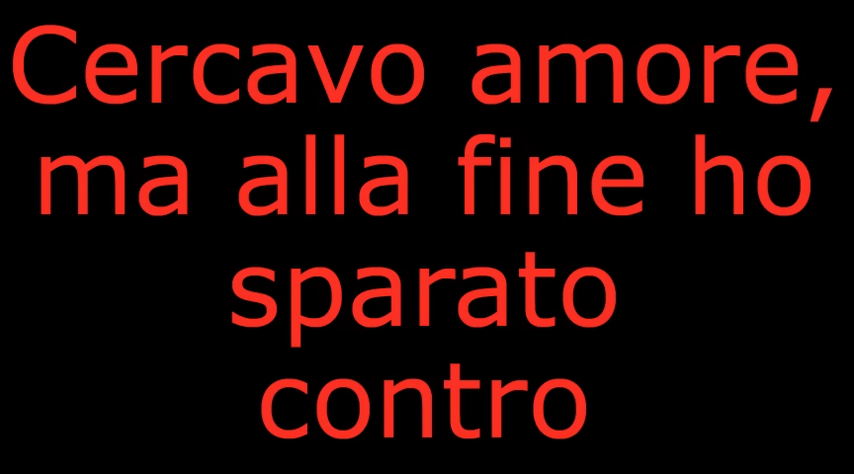 Cercavo amore,
ma alla fine ho
sparato
contro